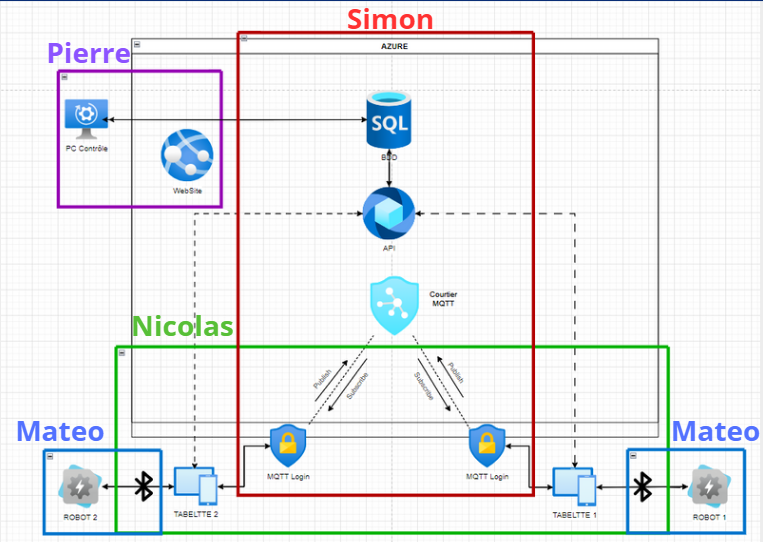 Simon
Pierre
AZURE
SQL
PC Contrôle
BDD
WebSite
API
Courtier
MQTT
Nicolas
Publish
Subscribe
Subscribe
Publish
Mateo
Mateo
MQTT Login
MQTT Login
ROBOT 2
TABELTTE 2
TABELTTE 1
ROBOT 1